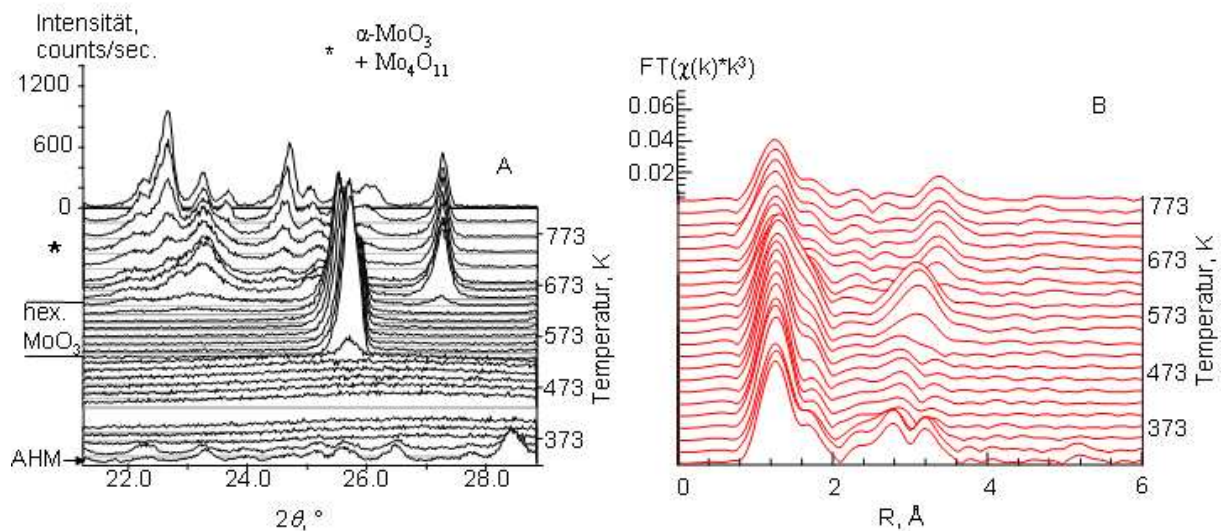 Intensität,
counts/sec.
* α-MoO₃
+ Mo₄O₁₁
1200
600
0
A
*
hex.
MoO₃
AHM
773
673
573
473
373
Temperatur, K
22.0 24.0 26.0 28.0
2θ, °
FT(χ(k)*k³)
B
0.06
0.04
0.02
773
673
573
473
373
Temperatur, K
0 2 4 6
R, Å